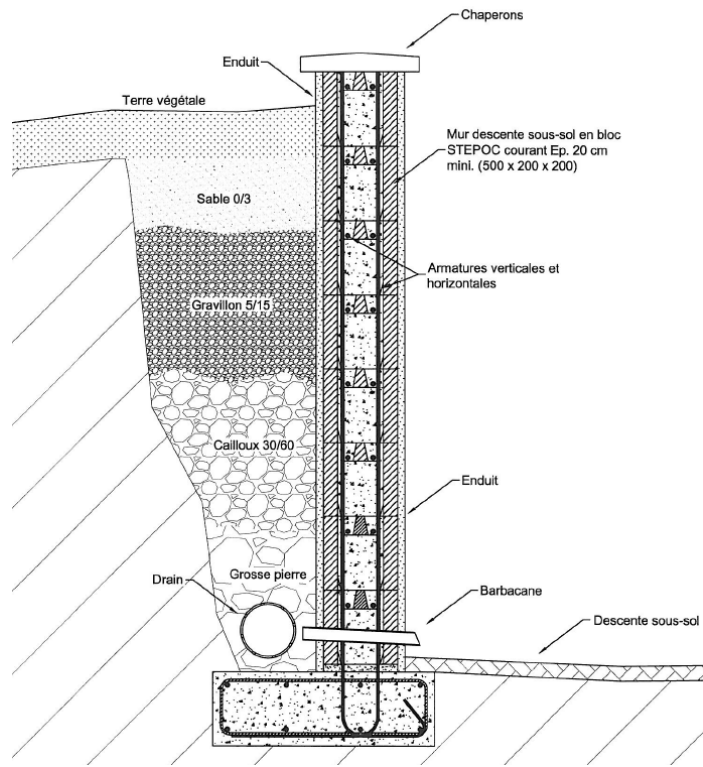 Chaperons
Enduit
Terre végétale
Mur descente sous-sol en bloc
STEPOC courant Ep. 20 cm
mini. (500 x 200 x 200)
Sable 0/3
Armatures verticales et
horizontales
Gravillon 5/15
Cailloux 30/60
Enduit
Grosse pierre
Drain
Barbacane
Descente sous-sol